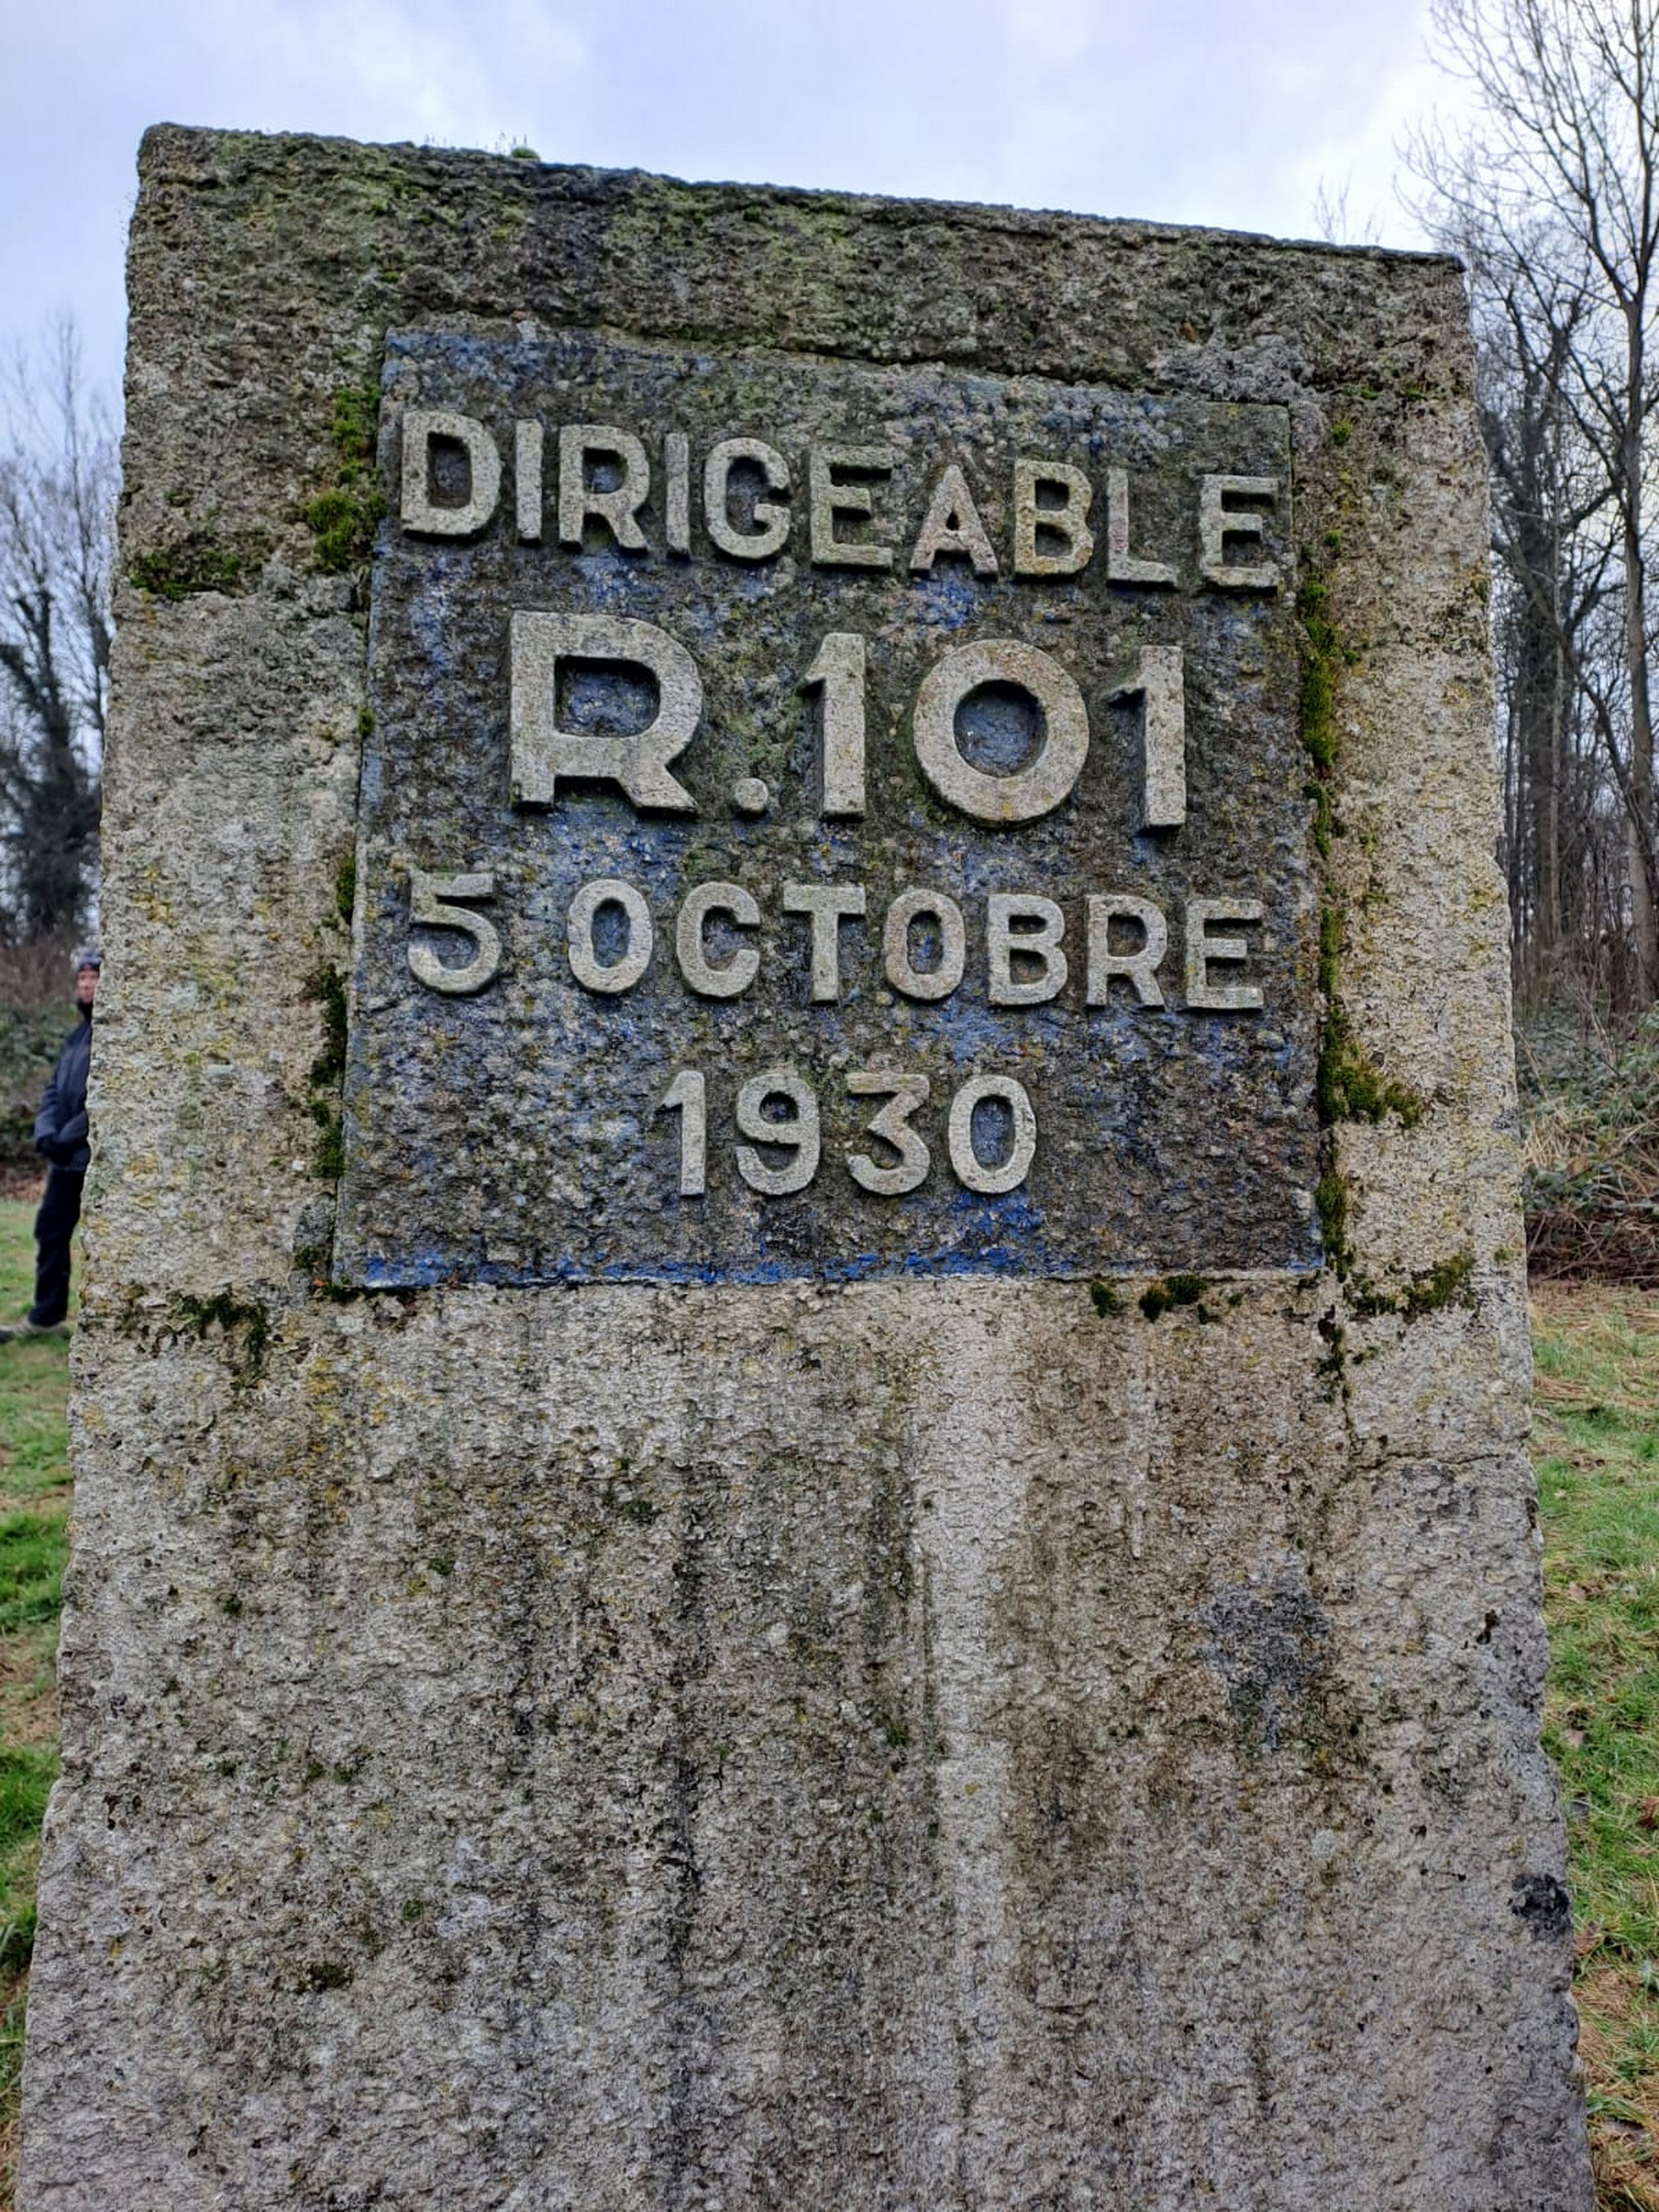 DIRIGEABLE
R.101
5 OCTOBRE
1930